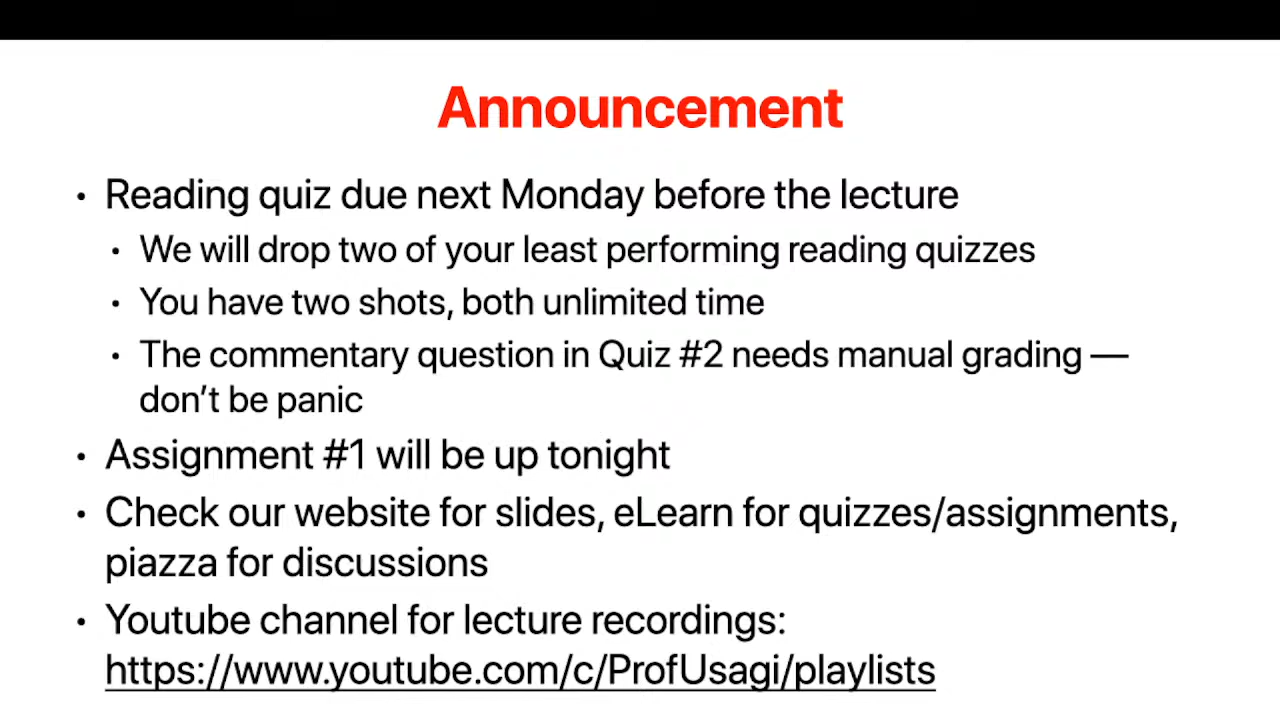 Announcement
• Reading quiz due next Monday before the lecture
• We will drop two of your least performing reading quizzes
• You have two shots, both unlimited time
• The commentary question in Quiz #2 needs manual grading —
don’t be panic
• Assignment #1 will be up tonight
• Check our website for slides, eLearn for quizzes/assignments,
piazza for discussions
• Youtube channel for lecture recordings:
https://www.youtube.com/c/ProfUsagi/playlists